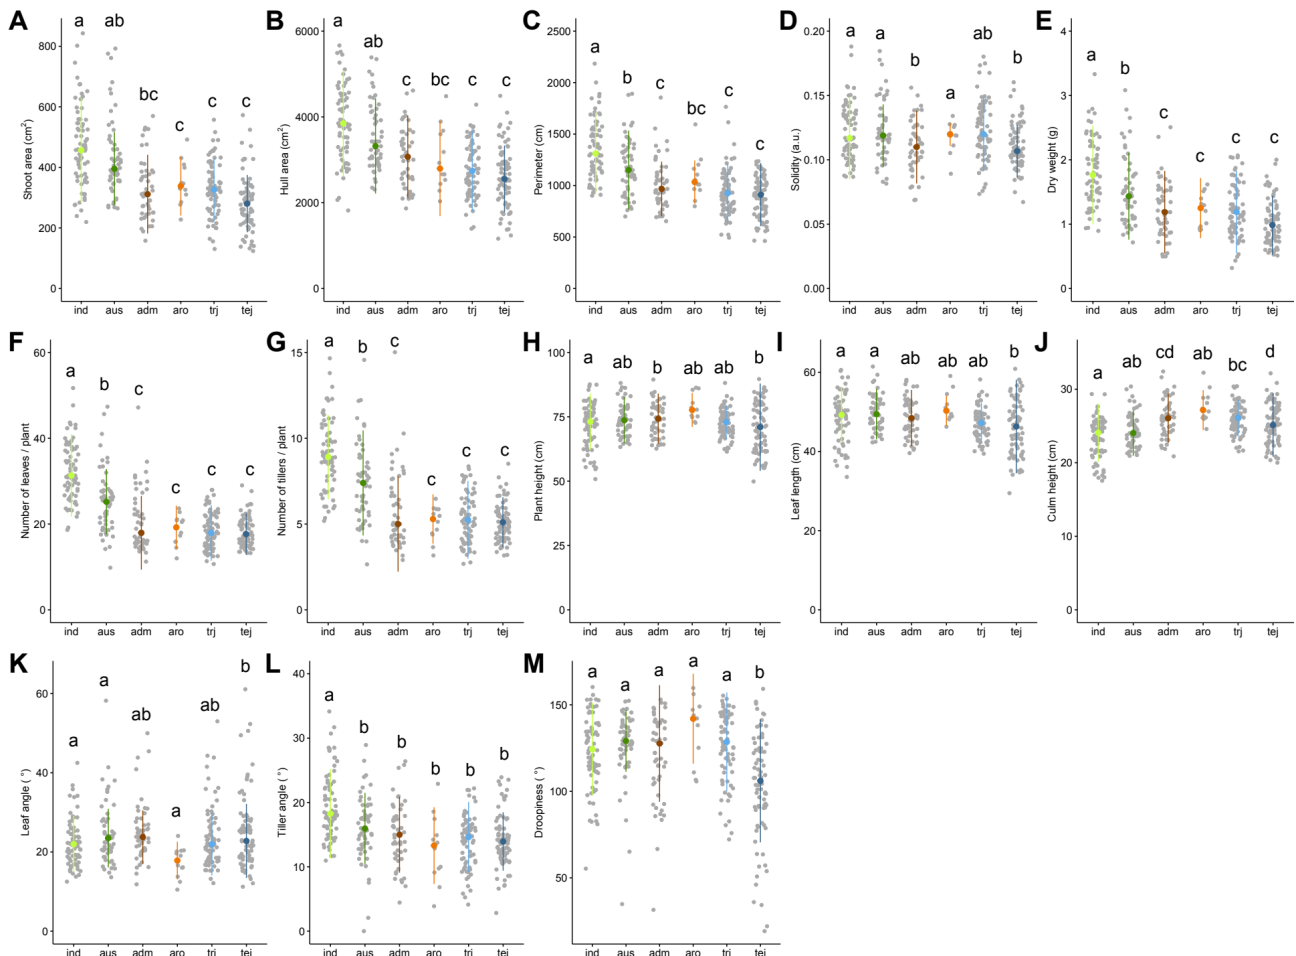 A
Shoot area (cm²)
800
600
400
200
0
a
ab
bc
c
c
c
ind aus adm aro trj tej
B
Hull area (cm²)
6000
4000
2000
0
a
ab
c
bc
c
c
ind aus adm aro trj tej
C
Perimeter (cm)
2500
2000
1500
1000
500
0
a
b
c
bc
c
c
ind aus adm aro trj tej
D
Solidity (a.u.)
0.20
0.15
0.10
0.05
0.00
a
a
b
a
ab
b
ind aus adm aro trj tej
E
Dry weight (g)
4
3
2
1
0
a
b
c
c
c
c
ind aus adm aro trj tej
F
Number of leaves / plant
60
40
20
0
a
b
c
c
c
c
ind aus adm aro trj tej
G
Number of tillers / plant
15
10
5
0
a
b
c
c
c
c
ind aus adm aro trj tej
H
Plant height (cm)
100
75
50
25
0
a
ab
b
ab
ab
b
ind aus adm aro trj tej
I
Leaf length (cm)
60
40
20
0
a
a
ab
ab
ab
b
ind aus adm aro trj tej
J
Culm height (cm)
30
20
10
0
a
ab
cd
ab
bc
d
ind aus adm aro trj tej
K
Leaf angle ( °)
60
40
20
0
a
a
ab
a
ab
b
ind aus adm aro trj tej
L
Tiller angle ( °)
40
30
20
10
0
a
b
b
b
b
b
ind aus adm aro trj tej
M
Droopiness ( °)
150
100
50
a
a
a
a
a
b
ind aus adm aro trj tej